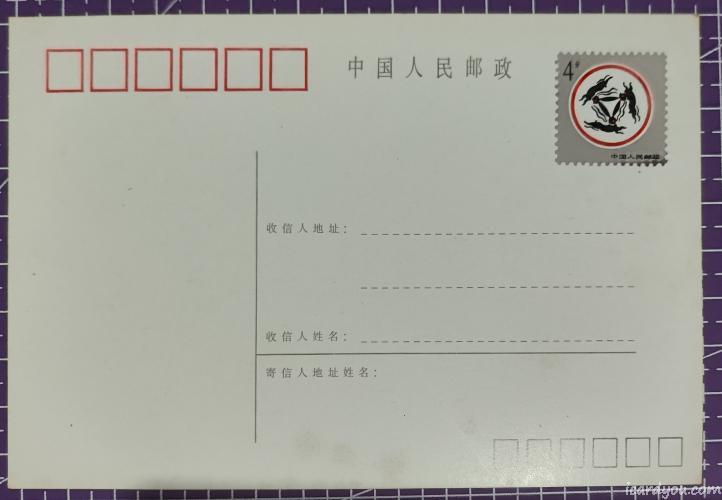 中国人民邮政
4分
中国人民邮政
收信人地址：
收信人姓名：
寄信人地址姓名：
icardyou.com